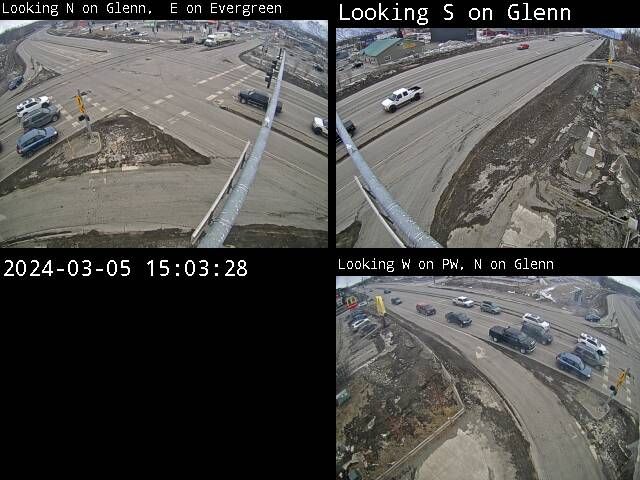 Looking N on Glenn, E on Evergreen
Looking S on Glenn
2024-03-05 15:03:28
Looking W on PW, N on Glenn